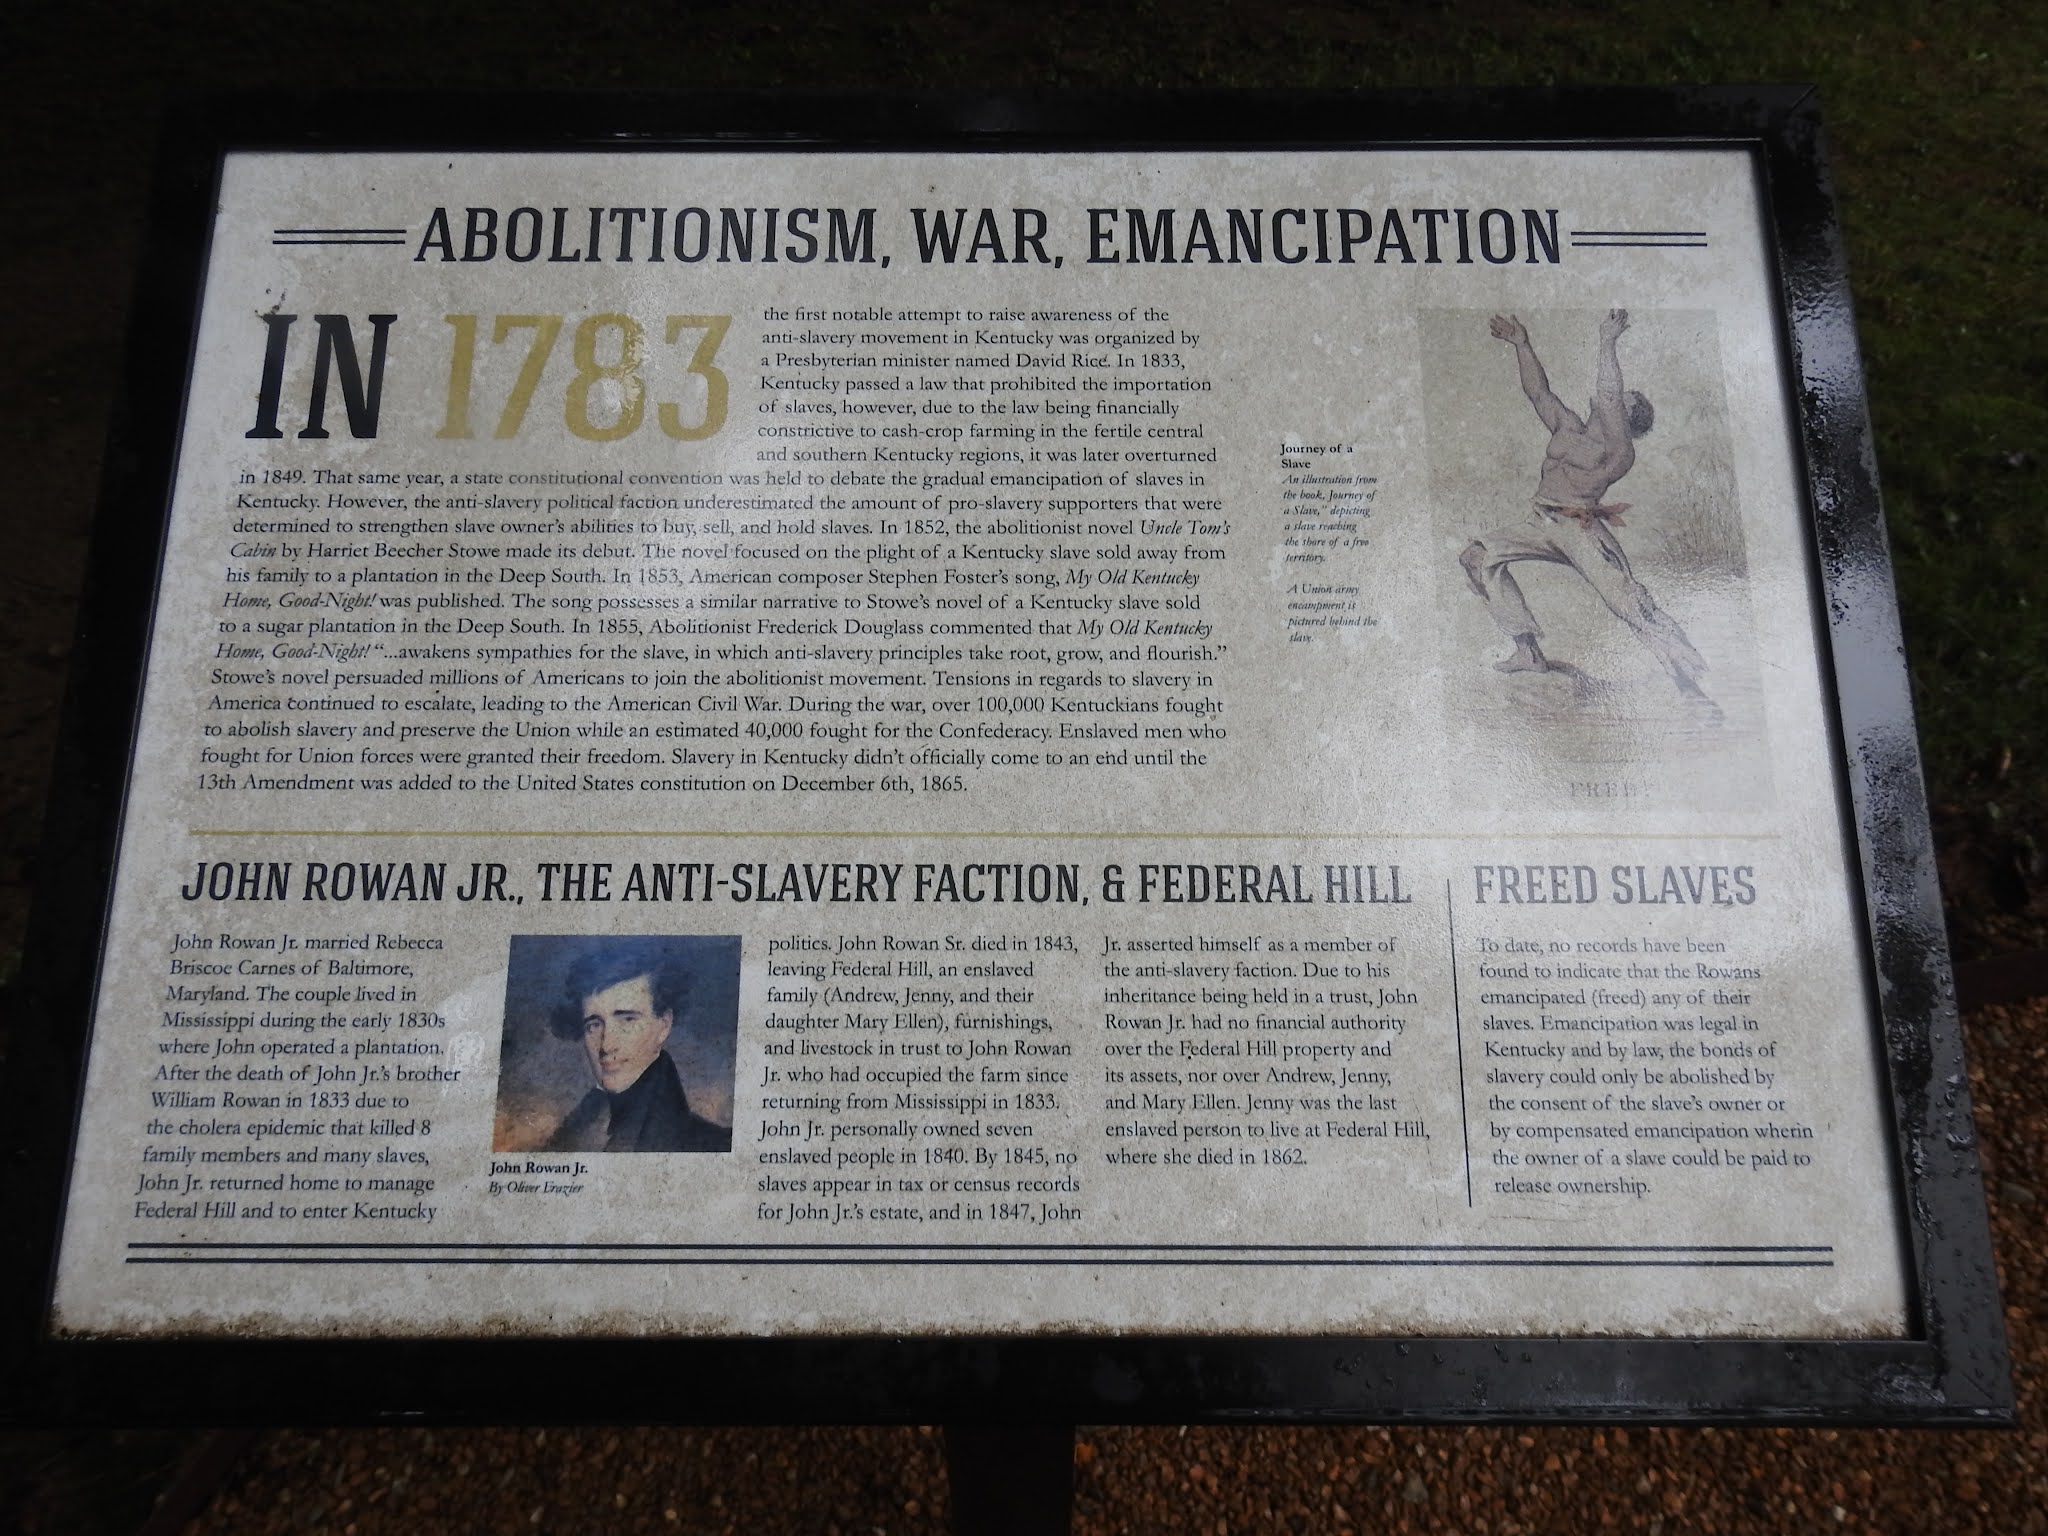 ABOLITIONISM, WAR, EMANCIPATION
IN 1783
the first notable attempt to raise awareness of the
anti-slavery movement in Kentucky was organized by
a Presbyterian minister named David Rice. In 1833,
Kentucky passed a law that prohibited the importation
of slaves, however, due to the law being financially
constrictive to cash-crop farming in the fertile central
and southern Kentucky regions, it was later overturned
in 1849. That same year, a state constitutional convention was held to debate the gradual emancipation of slaves in
Kentucky. However, the anti-slavery political faction underestimated the amount of pro-slavery supporters that were
determined to strengthen slave owner's abilities to buy, sell, and hold slaves. In 1852, the abolitionist novel Uncle Tom's
Cabin by Harriet Beecher Stowe made its debut. The novel focused on the plight of a Kentucky slave sold away from
his family to a plantation in the Deep South. In 1853, American composer Stephen Foster's song, My Old Kentucky
Home, Good-Night! was published. The song possesses a similar narrative to Stowe's novel of a Kentucky slave sold
to a sugar plantation in the Deep South. In 1855, Abolitionist Frederick Douglass commented that My Old Kentucky
Home, Good-Night! "...awakens sympathies for the slave, in which anti-slavery principles take root, grow, and flourish."
Stowe's novel persuaded millions of Americans to join the abolitionist movement. Tensions in regards to slavery in
America continued to escalate, leading to the American Civil War. During the war, over 100,000 Kentuckians fought
to abolish slavery and preserve the Union while an estimated 40,000 fought for the Confederacy. Enslaved men who
fought for Union forces were granted their freedom. Slavery in Kentucky didn't officially come to an end until the
13th Amendment was added to the United States constitution on December 6th, 1865.
Journey of a
Slave
An illustration from
the book, Journey of
a Slave," depicting
a slave reaching
the shore of a free
territory.
A Union army
encampment is
pictured behind the
slave.
JOHN ROWAN JR., THE ANTI-SLAVERY FACTION, & FEDERAL HILL
John Rowan Jr. married Rebecca
Briscoe Carnes of Baltimore,
Maryland. The couple lived in
Mississippi during the early 1830s
where John operated a plantation.
After the death of John Jr.'s brother
William Rowan in 1833 due to
the cholera epidemic that killed 8
family members and many slaves,
John Jr. returned home to manage
Federal Hill and to enter Kentucky
John Rowan Jr.
By Oliver Frazier
politics. John Rowan Sr. died in 1843,
leaving Federal Hill, an enslaved
family (Andrew, Jenny, and their
daughter Mary Ellen), furnishings,
and livestock in trust to John Rowan
Jr. who had occupied the farm since
returning from Mississippi in 1833.
John Jr. personally owned seven
enslaved people in 1840. By 1845, no
slaves appear in tax or census records
for John Jr.'s estate, and in 1847, John
Jr. asserted himself as a member of
the anti-slavery faction. Due to his
inheritance being held in a trust, John
Rowan Jr. had no financial authority
over the Federal Hill property and
its assets, nor over Andrew, Jenny,
and Mary Ellen. Jenny was the last
enslaved person to live at Federal Hill,
where she died in 1862.
FREED SLAVES
To date, no records have been
found to indicate that the Rowans
emancipated (freed) any of their
slaves. Emancipation was legal in
Kentucky and by law, the bonds of
slavery could only be abolished by
the consent of the slave's owner or
by compensated emancipation wherin
the owner of a slave could be paid to
release ownership.